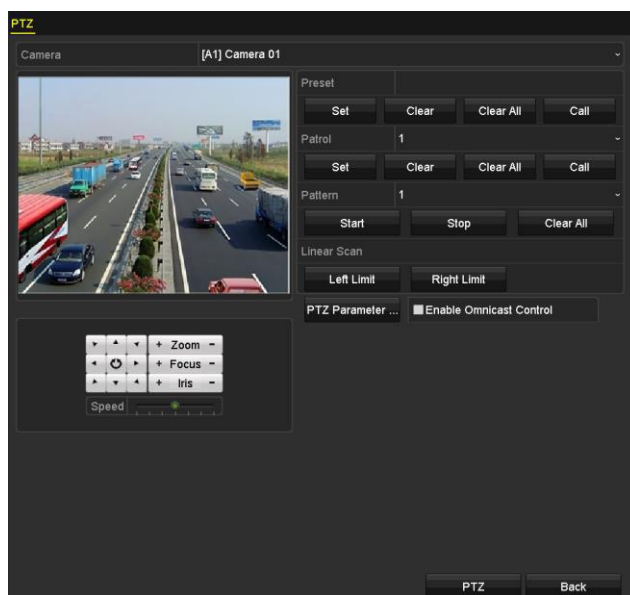 PTZ
Camera [A1] Camera 01
Preset
Set Clear Clear All Call
Patrol 1
Set Clear Clear All Call
Pattern 1
Start Stop Clear All
Linear Scan
Left Limit Right Limit
PTZ Parameter ... Enable Omnicast Control
+ Zoom -
+ Focus -
+ Iris -
Speed
PTZ Back